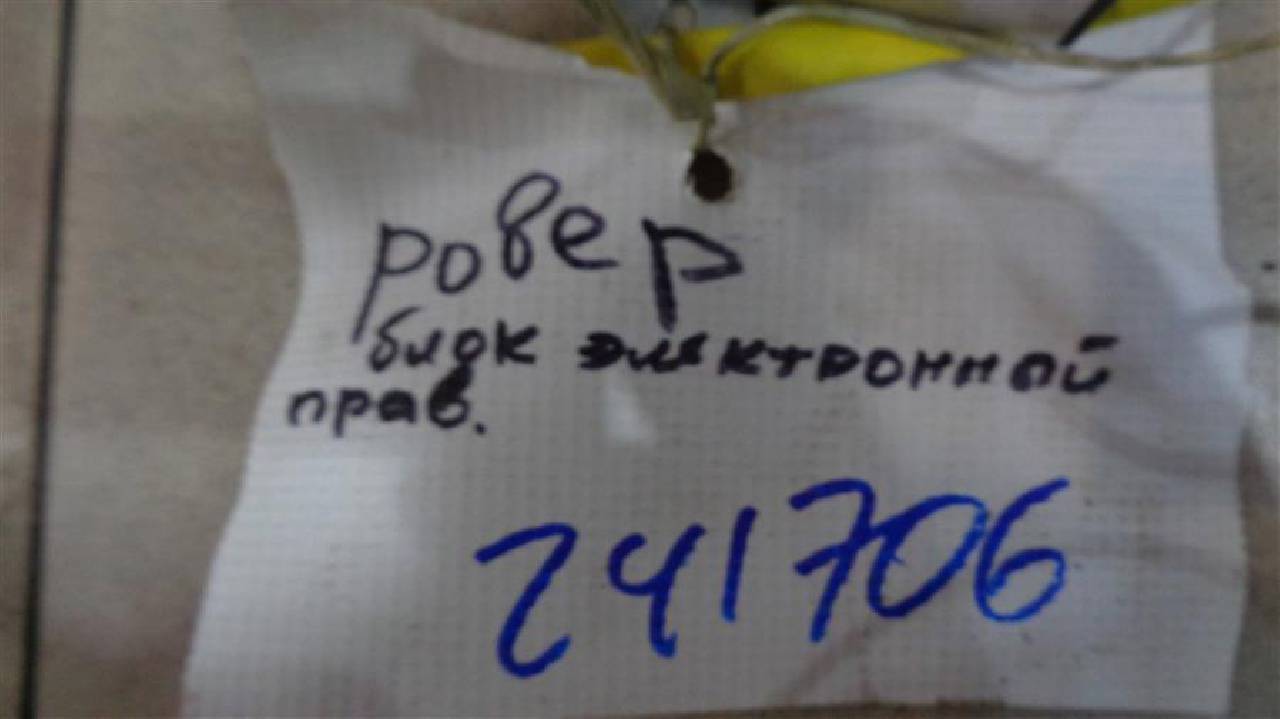 ровер
блок электронной
прав.
241706